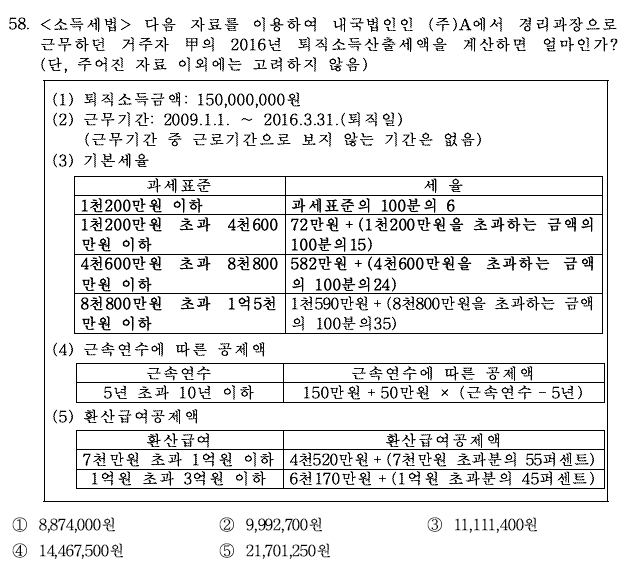 58. <소득세법> 다음 자료를 이용하여 내국법인인 (주)A에서 경리과장으로
근무하던 거주자 甲의 2016년 퇴직소득산출세액을 계산하면 얼마인가?
(단, 주어진 자료 이외에는 고려하지 않음)
(1) 퇴직소득금액: 150,000,000원
(2) 근무기간: 2009.1.1. ~ 2016.3.31.(퇴직일)
(근무기간 중 근로기간으로 보지 않는 기간은 없음)
(3) 기본세율
과세표준 세 율
1천200만원 이하 과세표준의 100분의 6
1천200만원 초과 4천600 72만원+(1천200만원을 초과하는 금액의
만원 이하 100분의15)
4천600만원 초과 8천800 582만원+(4천600만원을 초과하는 금액
만원 이하 의 100분의24)
8천800만원 초과 1억5천 1천590만원+(8천800만원을 초과하는 금액
만원 이하 의 100분의35)
(4) 근속연수에 따른 공제액
근속연수 근속연수에 따른 공제액
5년 초과 10년 이하 150만원+50만원 × (근속연수-5년)
(5) 환산급여공제액
환산급여 환산급여공제액
7천만원 초과 1억원 이하 4천520만원+(7천만원 초과분의 55퍼센트)
1억원 초과 3억원 이하 6천170만원+(1억원 초과분의 45퍼센트)
① 8,874,000원 ② 9,992,700원 ③ 11,111,400원
④ 14,467,500원 ⑤ 21,701,250원